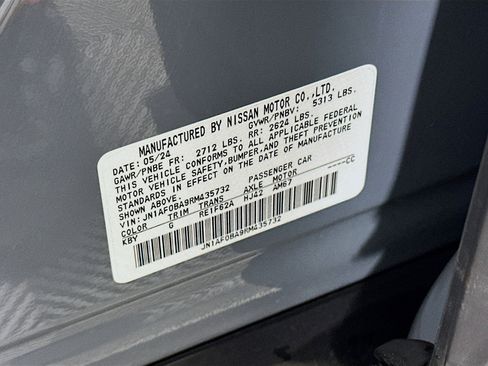 MANUFACTURED BY NISSAN MOTOR CO.,LTD.
DATE: 05/24 GVWR/PNBV: 5313 LBS.
GAWR/PNBE FR: 2712 LBS. RR: 2624 LBS.
THIS VEHICLE CONFORMS TO ALL APPLICABLE FEDERAL
MOTOR VEHICLE SAFETY,BUMPER,AND THEFT PREVENTION
STANDARDS IN EFFECT ON THE DATE OF MANUFACTURE
VIN: JN1AF0BA9RM435732 PASSENGER CAR
COLOR TRIM TRANS AXLE MOTOR ----CC
KBY G RE1F62A HJ42 AM67
JN1AF0BA9RM435732